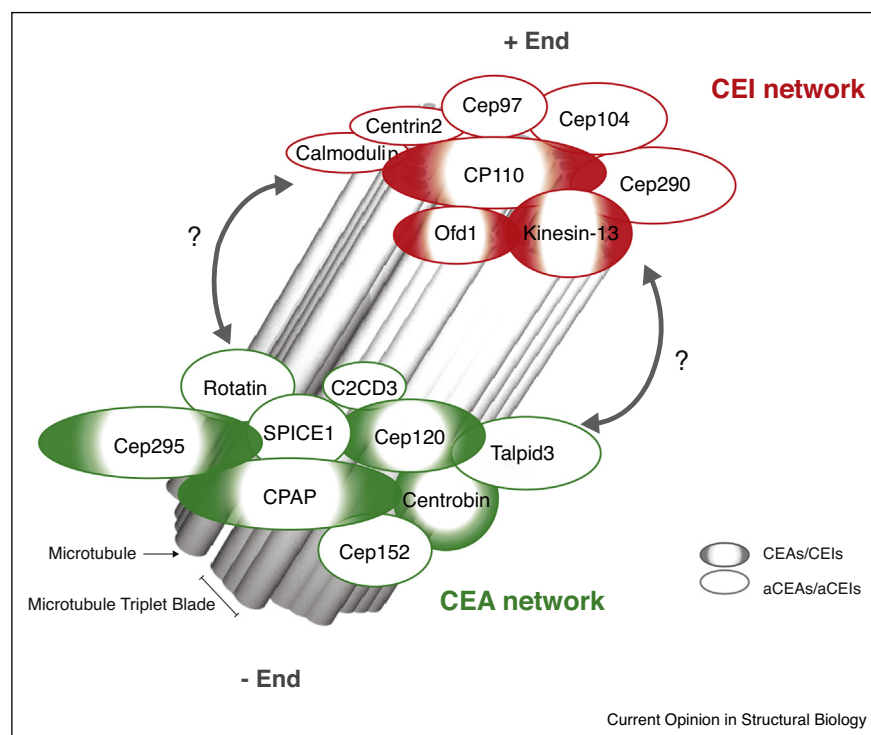 + End
CEI network
Cep97
Cep104
Centrin2
Calmodulin
CP110
Cep290
Ofd1
Kinesin-13
?
?
Rotatin
C2CD3
SPICE1
Cep120
Cep295
Talpid3
CPAP
Centrobin
Cep152
Microtubule
CEAs/CEIs
aCEAs/aCEIs
Microtubule Triplet Blade
CEA network
- End
Current Opinion in Structural Biology